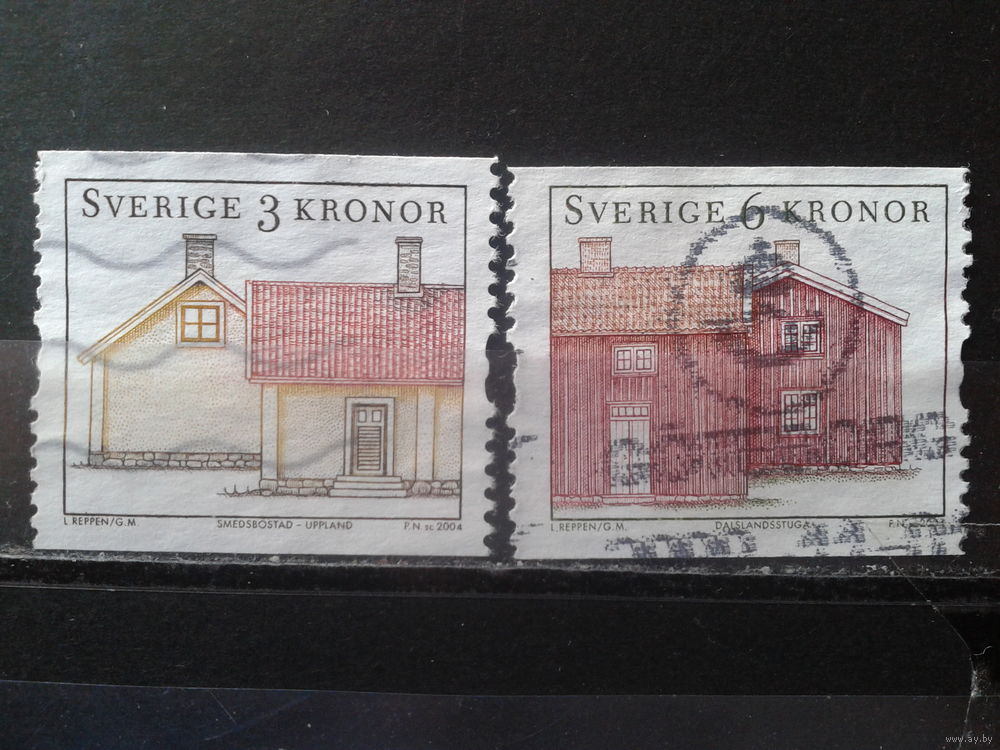 SVERIGE 3 KRONOR
L.REPPEN/G.M. SMEDSBOSTAD - UPPLAND P.N. sc 2004
SVERIGE 6 KRONOR
L.REPPEN/G.M. DALSLANDSSTUGA P.N.
www.ay.by